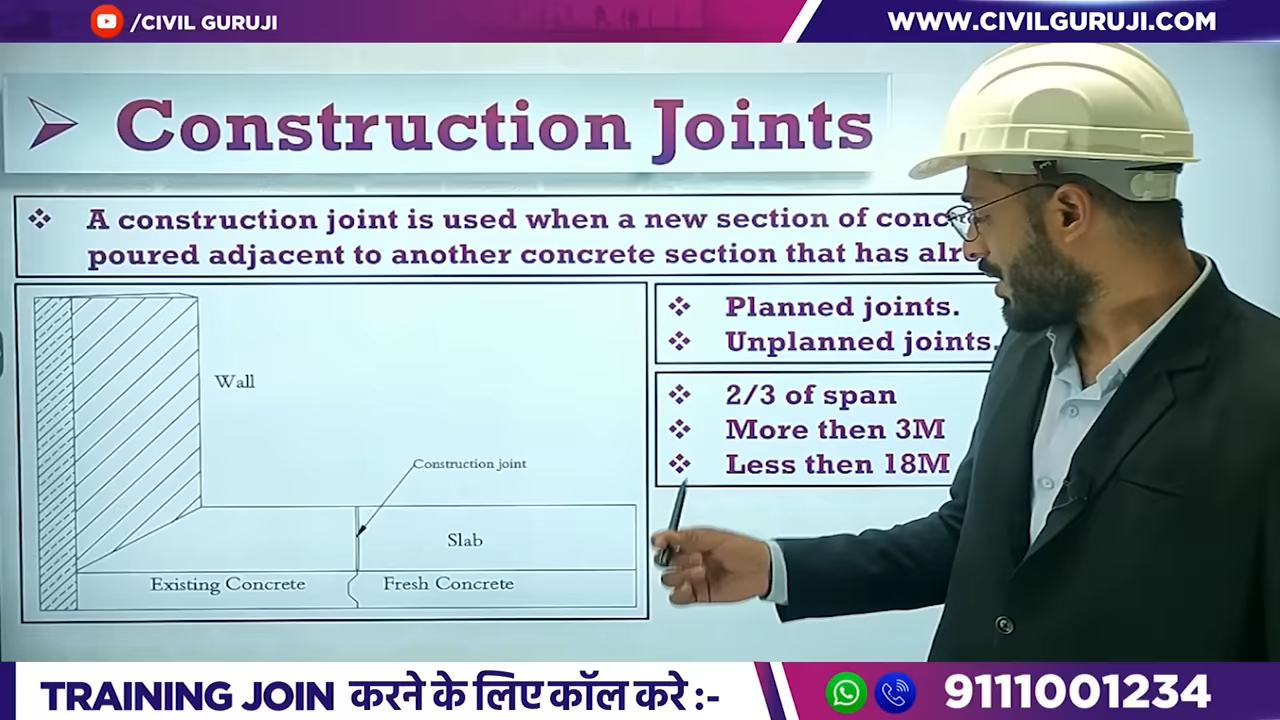 /CIVIL GURUJI
WWW.CIVILGURUJI.COM
Construction Joints
A construction joint is used when a new section of
poured adjacent to another concrete section that has
Planned joints.
Unplanned joints.
2/3 of span
More then 3M
Less then 18M
Wall
Construction joint
Slab
Existing Concrete
Fresh Concrete
TRAINING JOIN करने के लिए कॉल करे :-
9111001234